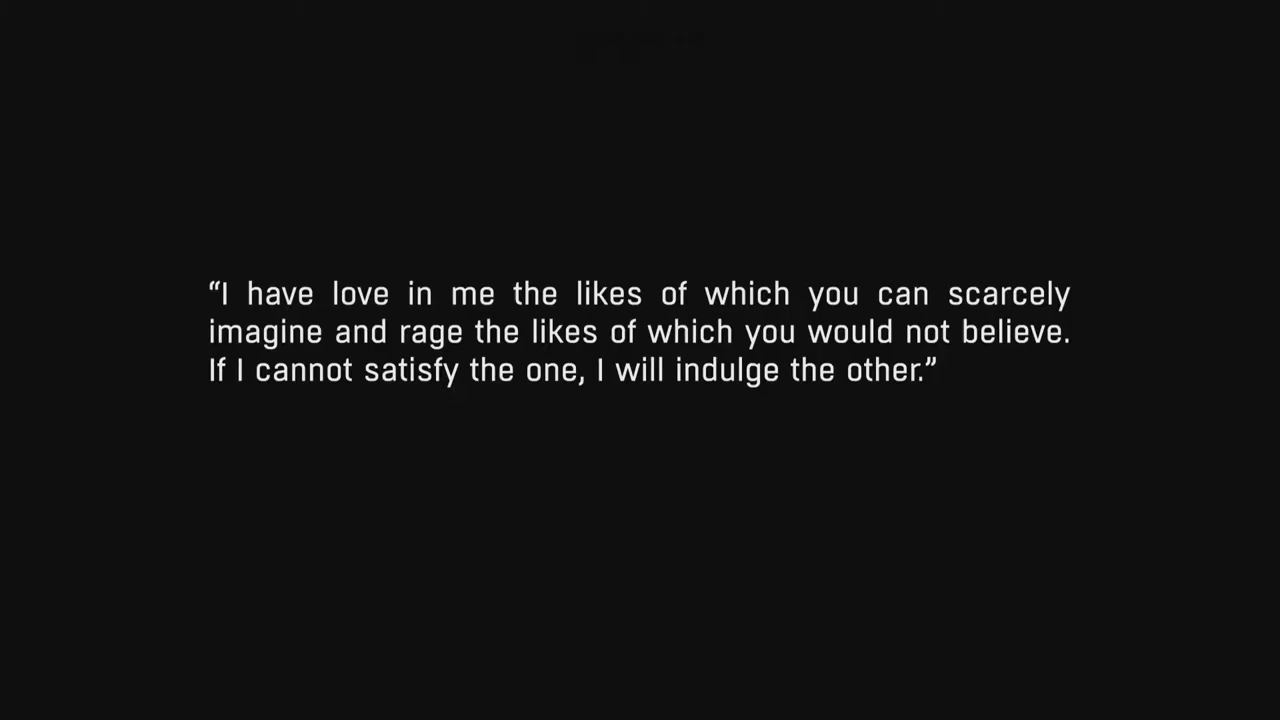 “I have love in me the likes of which you can scarcely
imagine and rage the likes of which you would not believe.
If I cannot satisfy the one, I will indulge the other.”